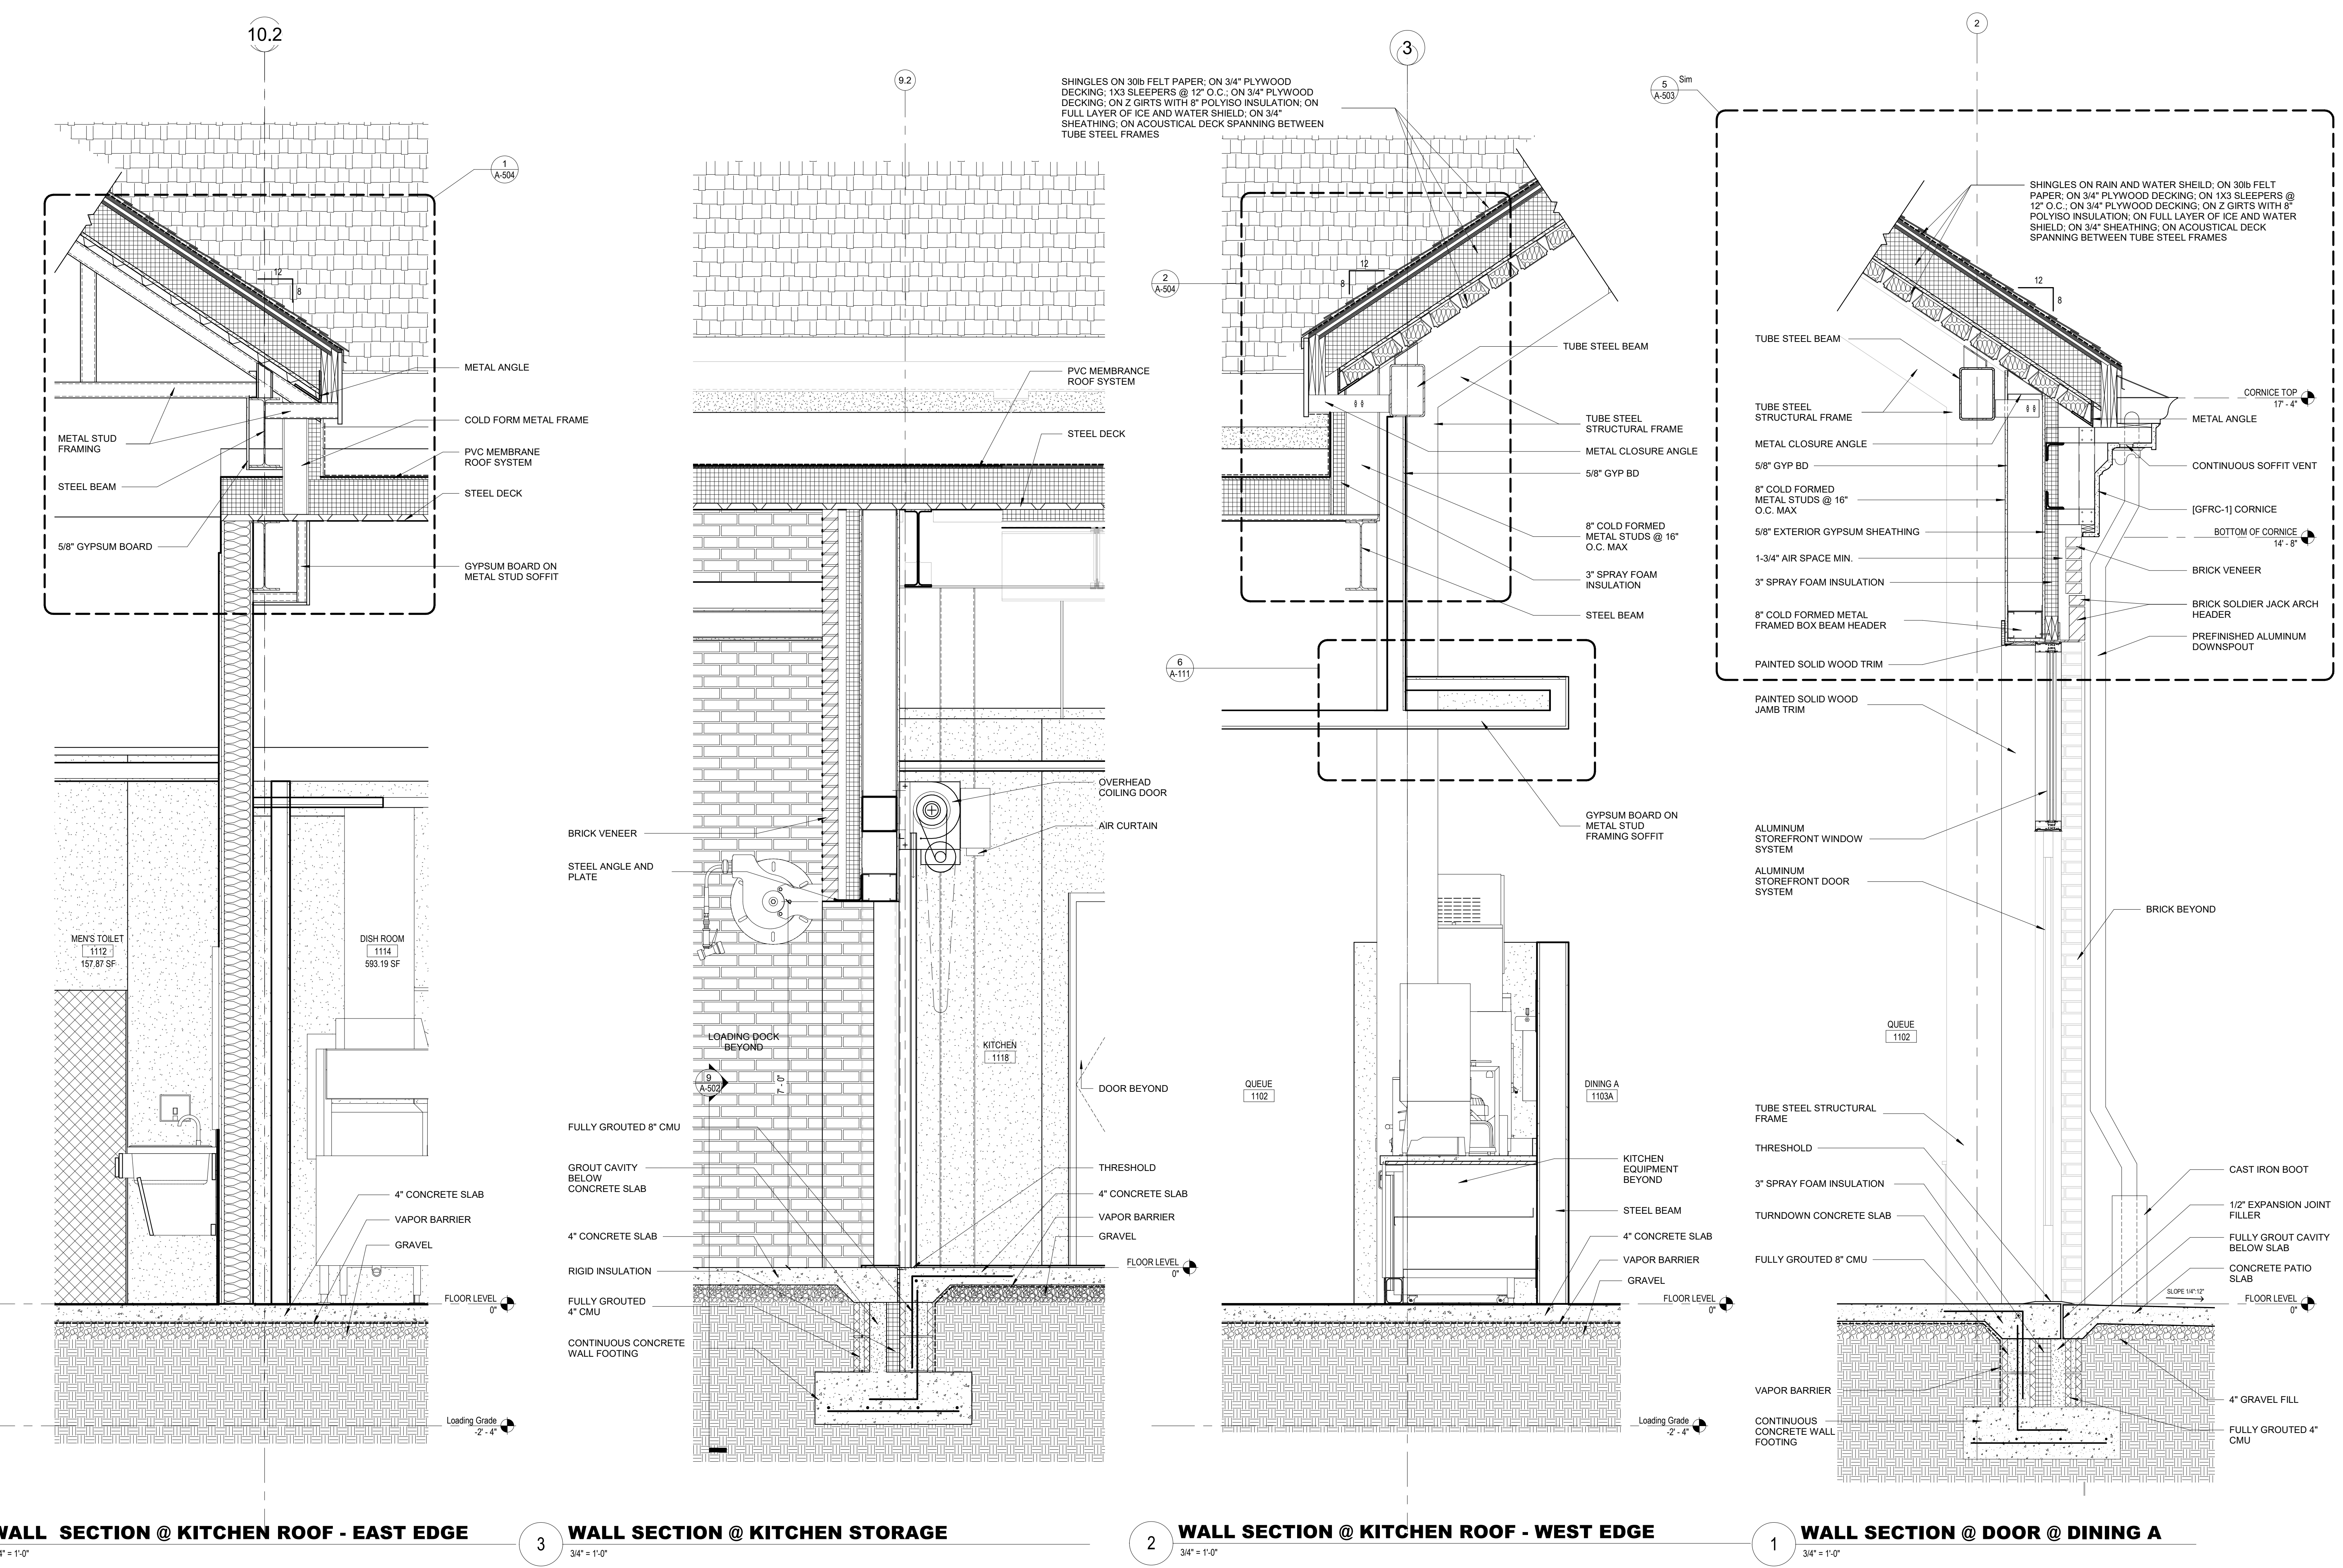 10.2
1
A-504
12
8
METAL ANGLE
COLD FORM METAL FRAME
METAL STUD
FRAMING
PVC MEMBRANE
ROOF SYSTEM
STEEL BEAM
STEEL DECK
5/8" GYPSUM BOARD
GYPSUM BOARD ON
METAL STUD SOFFIT
MEN'S TOILET
1112
157.87 SF
DISH ROOM
1114
593.19 SF
4" CONCRETE SLAB
VAPOR BARRIER
GRAVEL
FLOOR LEVEL
0"
Loading Grade
-2' - 4"
WALL SECTION @ KITCHEN ROOF - EAST EDGE
4" = 1'-0"
9.2
PVC MEMBRANCE
ROOF SYSTEM
STEEL DECK
OVERHEAD
COILING DOOR
AIR CURTAIN
BRICK VENEER
STEEL ANGLE AND
PLATE
LOADING DOCK
BEYOND
9
A-502
7' - 0"
KITCHEN
1118
DOOR BEYOND
FULLY GROUTED 8" CMU
GROUT CAVITY
BELOW
CONCRETE SLAB
4" CONCRETE SLAB
RIGID INSULATION
FULLY GROUTED
4" CMU
CONTINUOUS CONCRETE
WALL FOOTING
THRESHOLD
4" CONCRETE SLAB
VAPOR BARRIER
GRAVEL
FLOOR LEVEL
0"
3
WALL SECTION @ KITCHEN STORAGE
3/4" = 1'-0"
3
SHINGLES ON 30lb FELT PAPER; ON 3/4" PLYWOOD
DECKING; 1X3 SLEEPERS @ 12" O.C.; ON 3/4" PLYWOOD
DECKING; ON Z GIRTS WITH 8" POLYISO INSULATION; ON
FULL LAYER OF ICE AND WATER SHIELD; ON 3/4"
SHEATHING; ON ACOUSTICAL DECK SPANNING BETWEEN
TUBE STEEL FRAMES
2
A-504
12
8
TUBE STEEL BEAM
TUBE STEEL
STRUCTURAL FRAME
METAL CLOSURE ANGLE
5/8" GYP BD
8" COLD FORMED
METAL STUDS @ 16"
O.C. MAX
3" SPRAY FOAM
INSULATION
STEEL BEAM
6
A-111
GYPSUM BOARD ON
METAL STUD
FRAMING SOFFIT
QUEUE
1102
DINING A
1103A
KITCHEN
EQUIPMENT
BEYOND
STEEL BEAM
4" CONCRETE SLAB
VAPOR BARRIER
GRAVEL
FLOOR LEVEL
0"
Loading Grade
-2' - 4"
2
WALL SECTION @ KITCHEN ROOF - WEST EDGE
3/4" = 1'-0"
2
5
A-503
Sim
SHINGLES ON RAIN AND WATER SHEILD; ON 30lb FELT
PAPER; ON 3/4" PLYWOOD DECKING; ON 1X3 SLEEPERS @
12" O.C.; ON 3/4" PLYWOOD DECKING; ON Z GIRTS WITH 8"
POLYISO INSULATION; ON FULL LAYER OF ICE AND WATER
SHIELD; ON 3/4" SHEATHING; ON ACOUSTICAL DECK
SPANNING BETWEEN TUBE STEEL FRAMES
12
8
TUBE STEEL BEAM
TUBE STEEL
STRUCTURAL FRAME
METAL CLOSURE ANGLE
5/8" GYP BD
8" COLD FORMED
METAL STUDS @ 16"
O.C. MAX
5/8" EXTERIOR GYPSUM SHEATHING
1-3/4" AIR SPACE MIN.
3" SPRAY FOAM INSULATION
8" COLD FORMED METAL
FRAMED BOX BEAM HEADER
PAINTED SOLID WOOD TRIM
PAINTED SOLID WOOD
JAMB TRIM
ALUMINUM
STOREFRONT WINDOW
SYSTEM
ALUMINUM
STOREFRONT DOOR
SYSTEM
CORNICE TOP
17' - 4"
METAL ANGLE
CONTINUOUS SOFFIT VENT
[GFRC-1] CORNICE
BOTTOM OF CORNICE
14' - 8"
BRICK VENEER
BRICK SOLDIER JACK ARCH
HEADER
PREFINISHED ALUMINUM
DOWNSPOUT
BRICK BEYOND
QUEUE
1102
TUBE STEEL STRUCTURAL
FRAME
THRESHOLD
3" SPRAY FOAM INSULATION
TURNDOWN CONCRETE SLAB
FULLY GROUTED 8" CMU
VAPOR BARRIER
CONTINUOUS
CONCRETE WALL
FOOTING
CAST IRON BOOT
1/2" EXPANSION JOINT
FILLER
FULLY GROUT CAVITY
BELOW SLAB
CONCRETE PATIO
SLAB
SLOPE 1/4":12"
FLOOR LEVEL
0"
4" GRAVEL FILL
FULLY GROUTED 4"
CMU
1
WALL SECTION @ DOOR @ DINING A
3/4" = 1'-0"